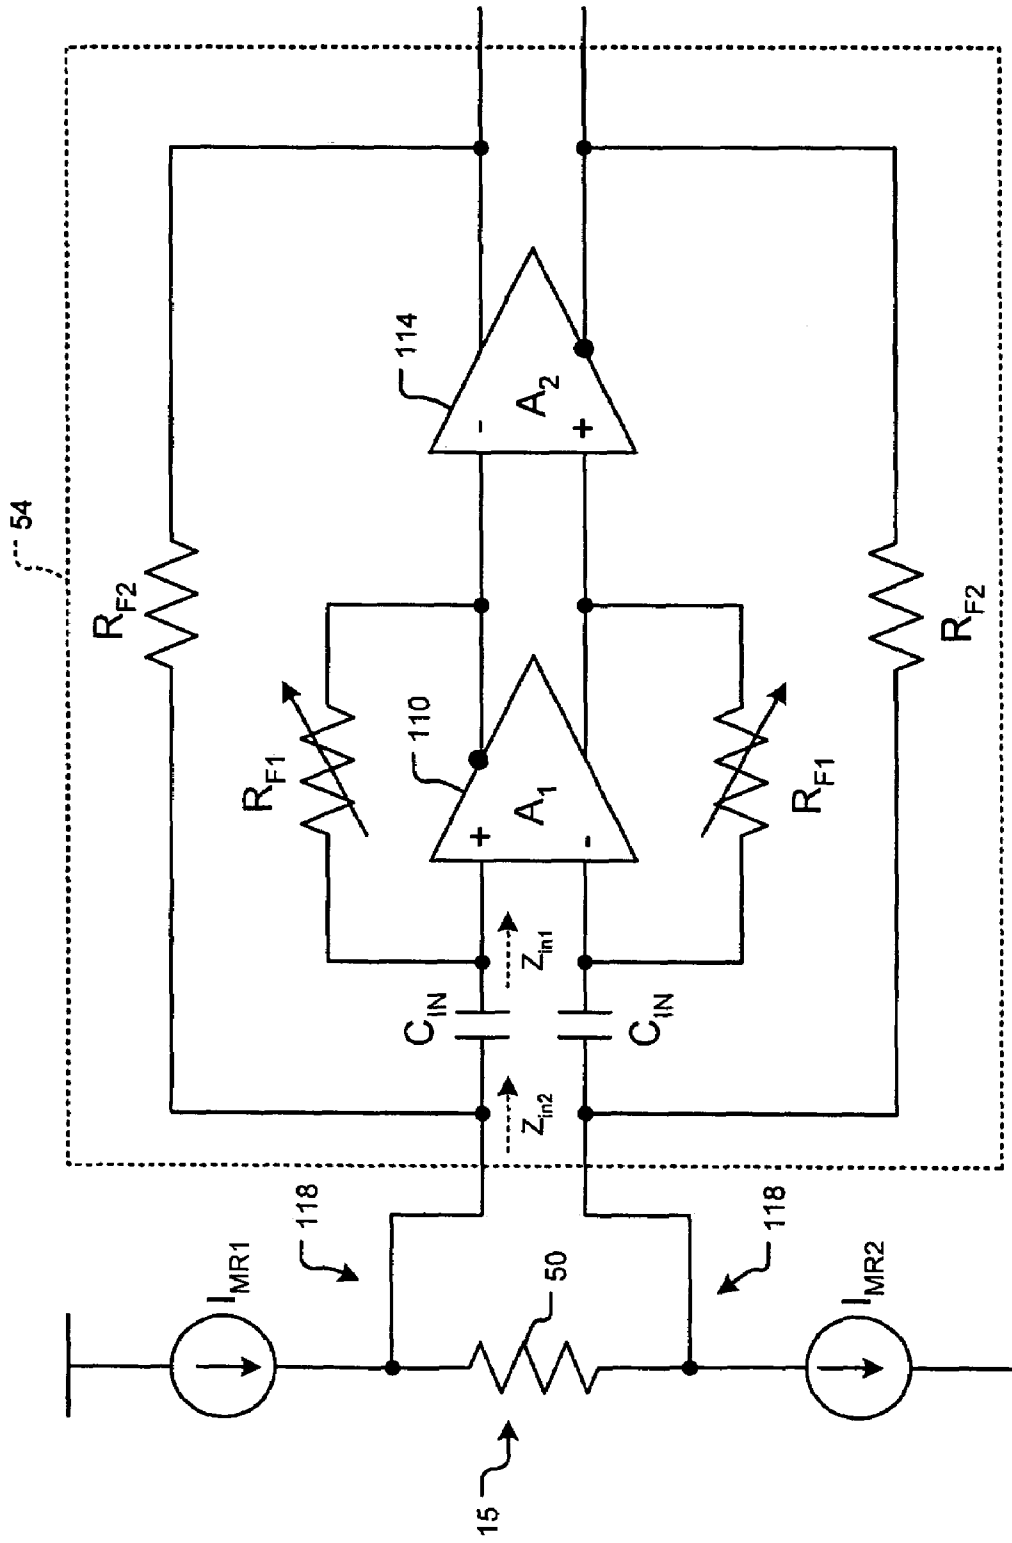 54
R_F2
R_F1
114
110
A_2
-
+
A_1
+
-
R_F1
R_F2
C_IN
Z_in1
C_IN
Z_in2
118
118
I_MR1
50
I_MR2
15